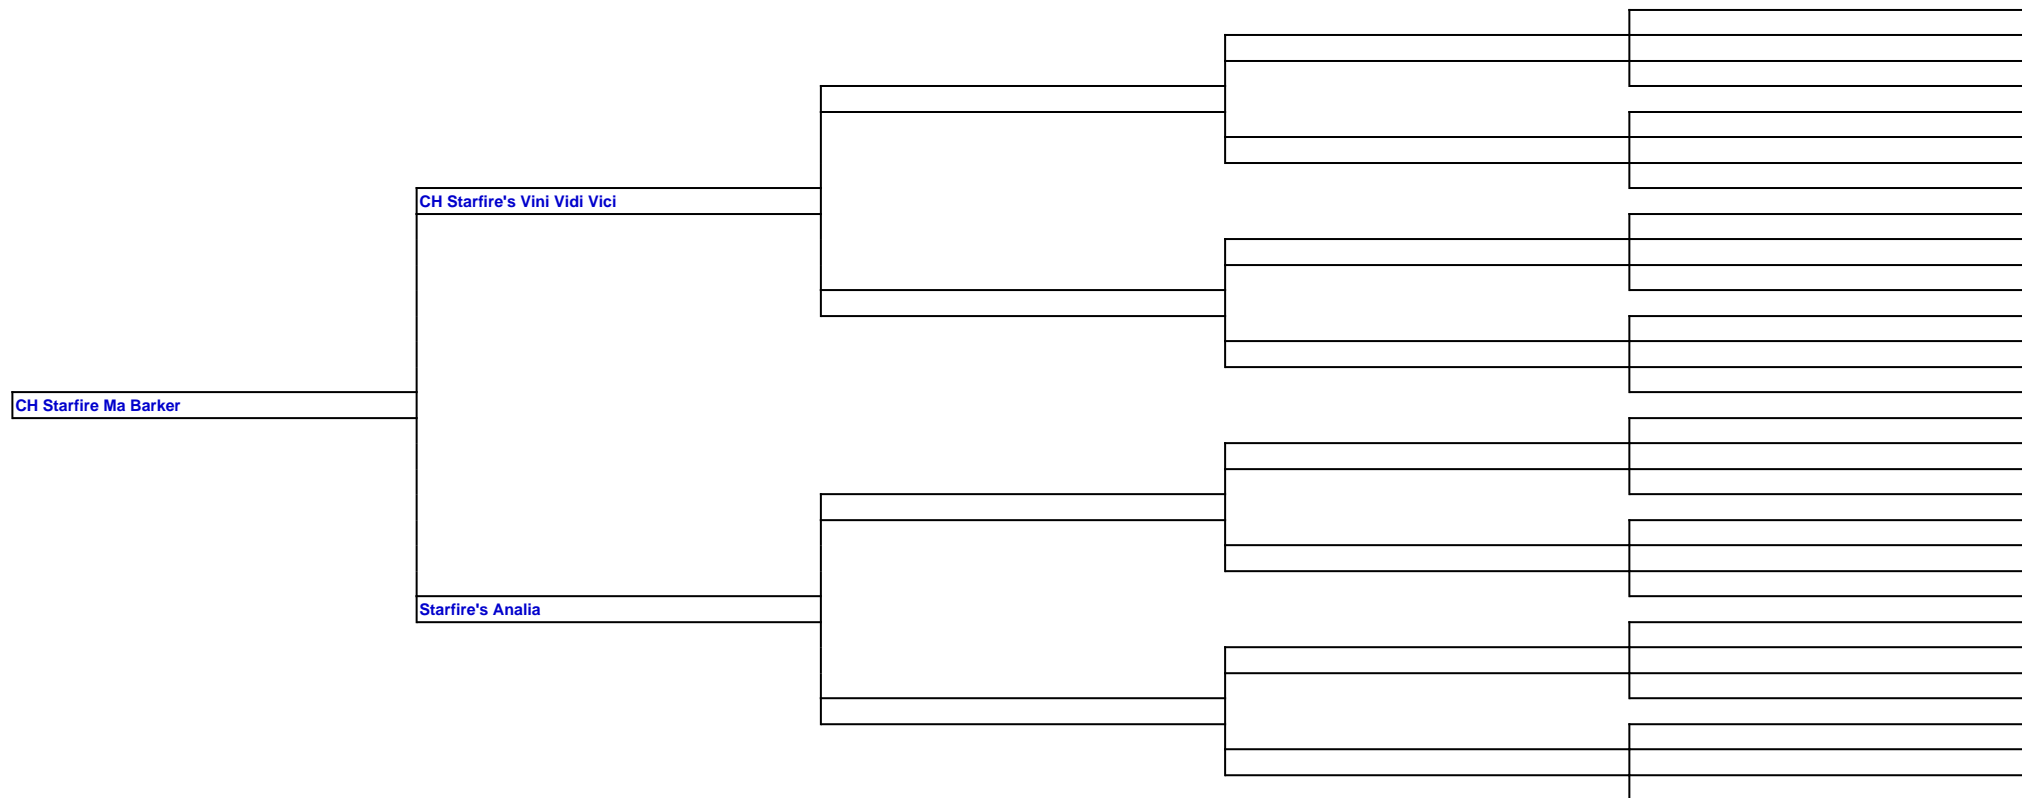 CH Starfire's Vini Vidi Vici
CH Starfire Ma Barker
Starfire's Analia